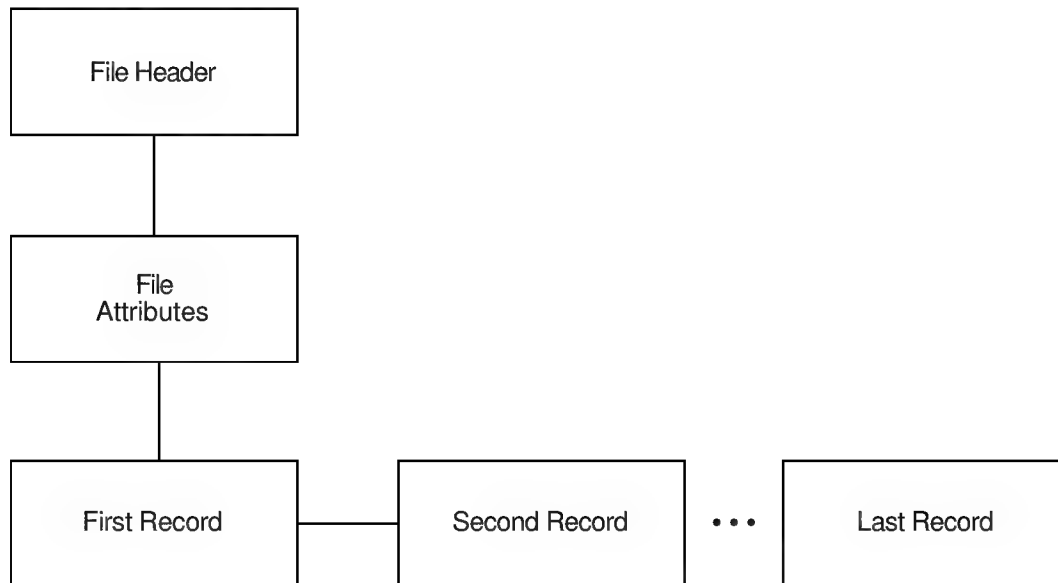 File Header
File
Attributes
First Record
Second Record
•••
Last Record